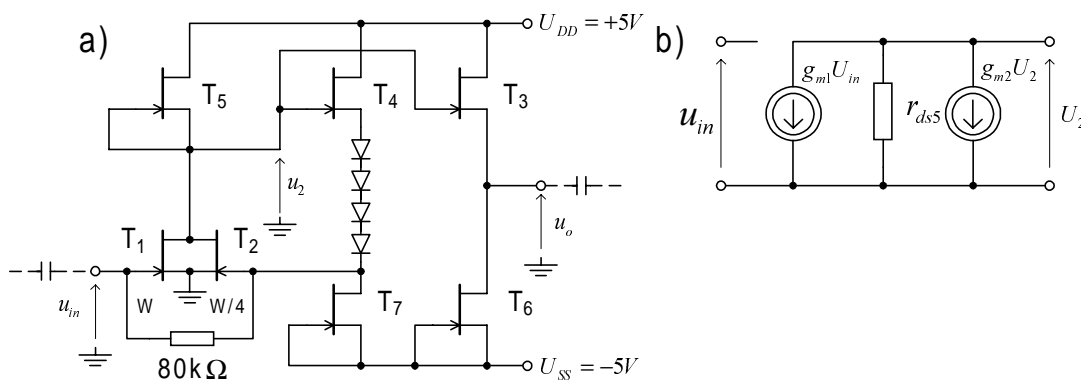 a)
U_DD = +5V
b)
T5
T4
T3
g_m1 U_in
g_m2 U_2
r_ds5
u_in
U_2
u_2
u_o
T1
T2
T7
T6
u_in
W
W/4
80kΩ
U_SS = −5V